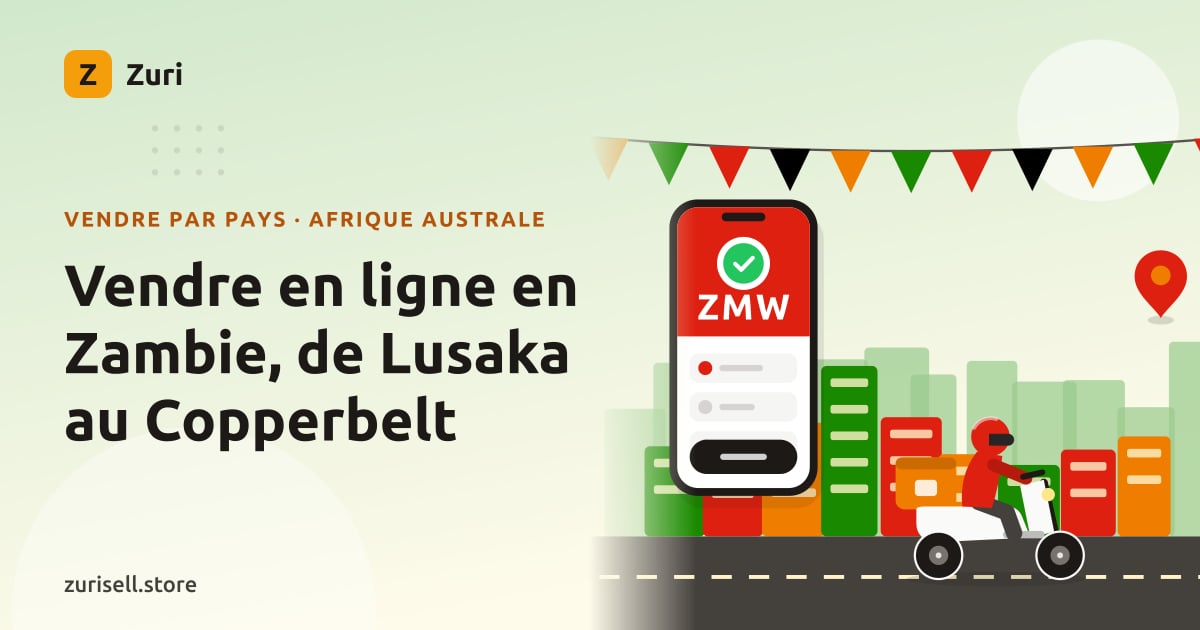 Z Zuri
VENDRE PAR PAYS · AFRIQUE AUSTRALE
Vendre en ligne en
Zambie, de Lusaka
au Copperbelt
ZMW
zurisell.store